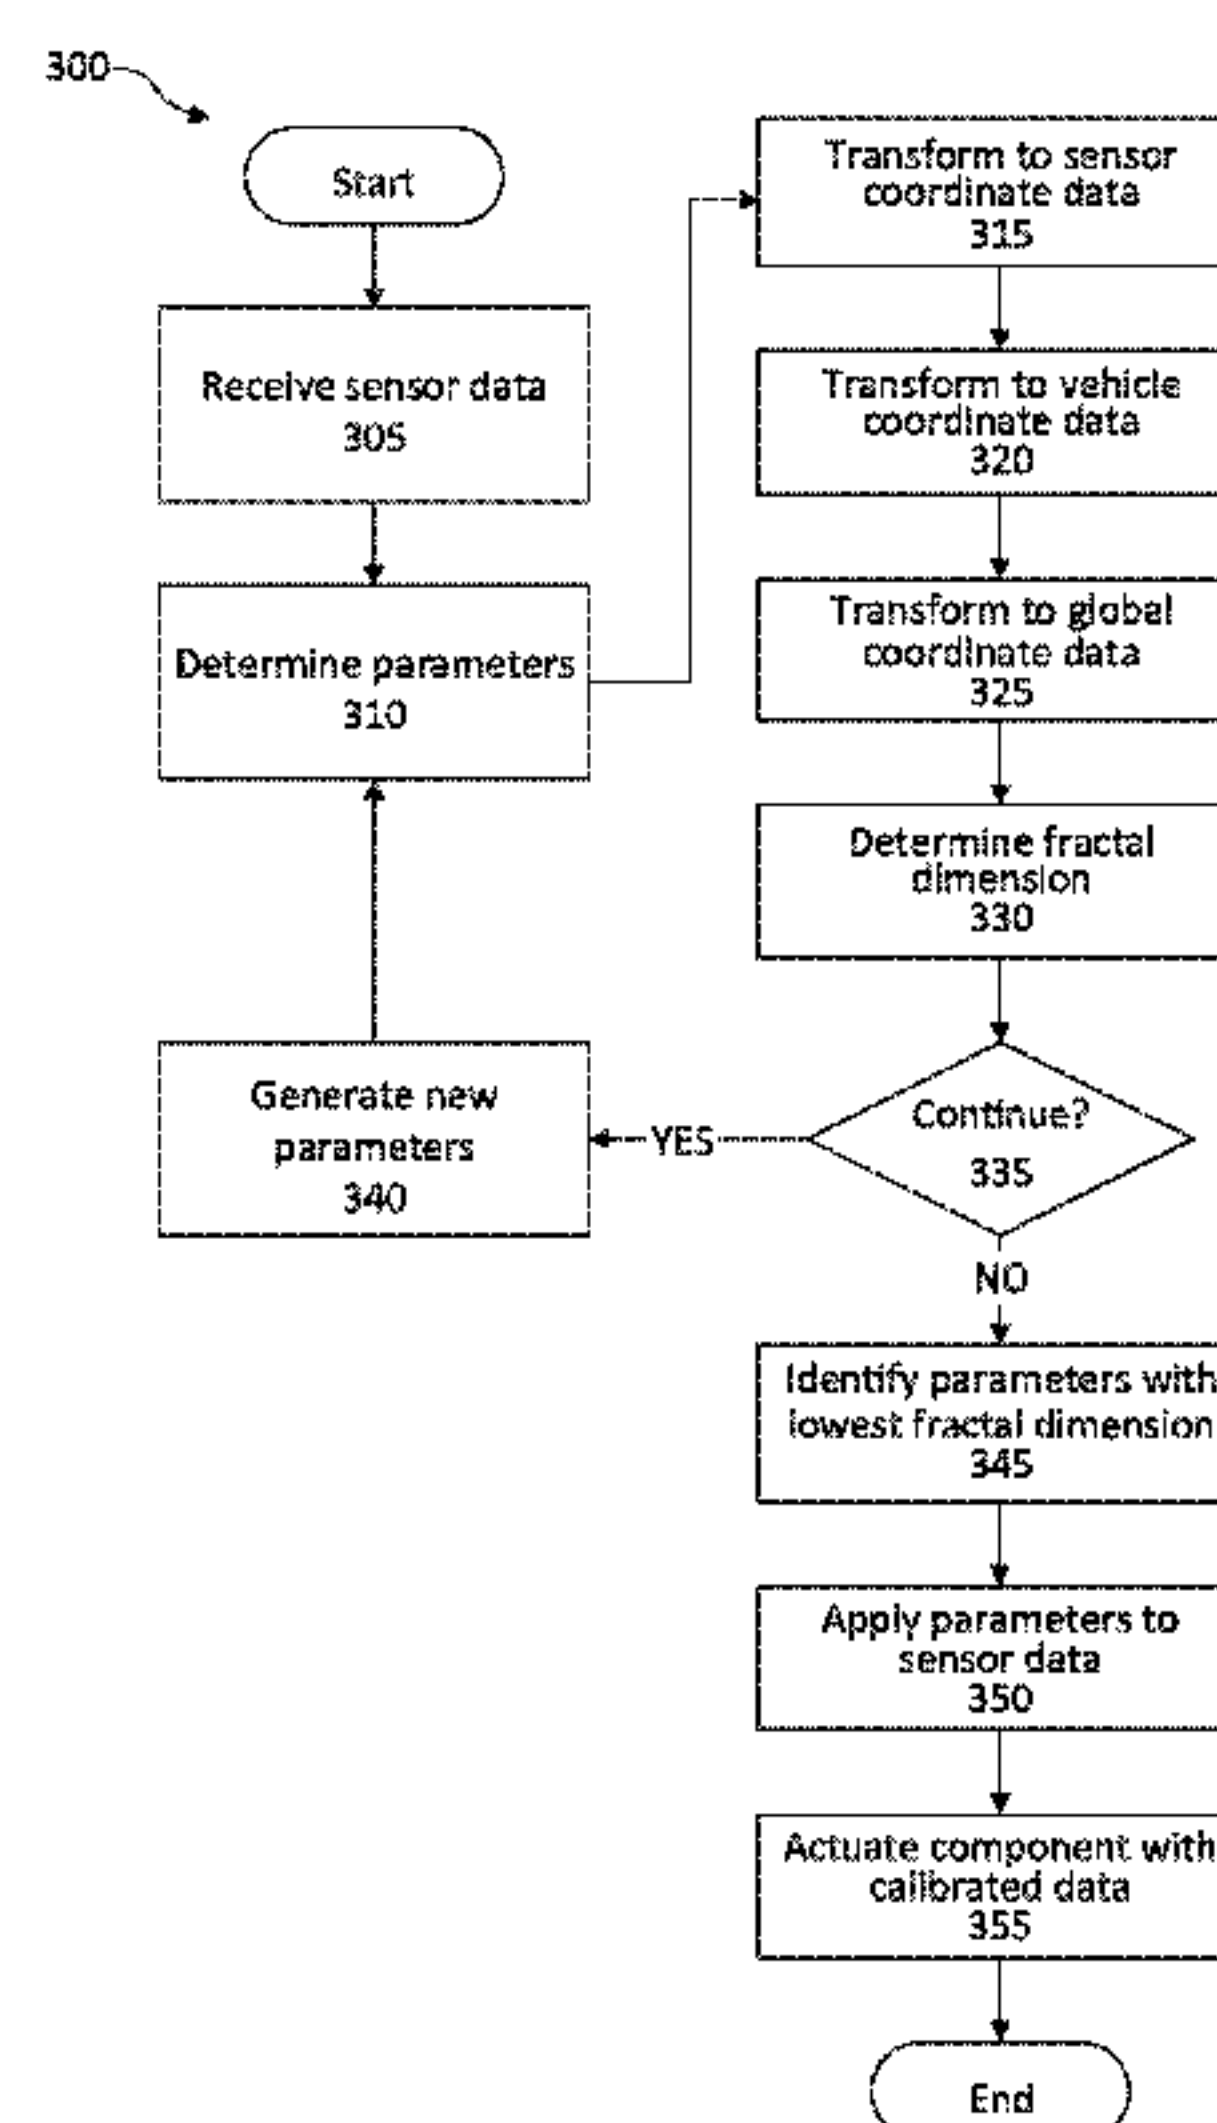 300
Start
Receive sensor data
305
Determine parameters
310
Transform to sensor
coordinate data
315
Transform to vehicle
coordinate data
320
Transform to global
coordinate data
325
Determine fractal
dimension
330
Continue?
335
YES
Generate new
parameters
340
NO
Identify parameters with
lowest fractal dimension
345
Apply parameters to
sensor data
350
Actuate component with
calibrated data
355
End